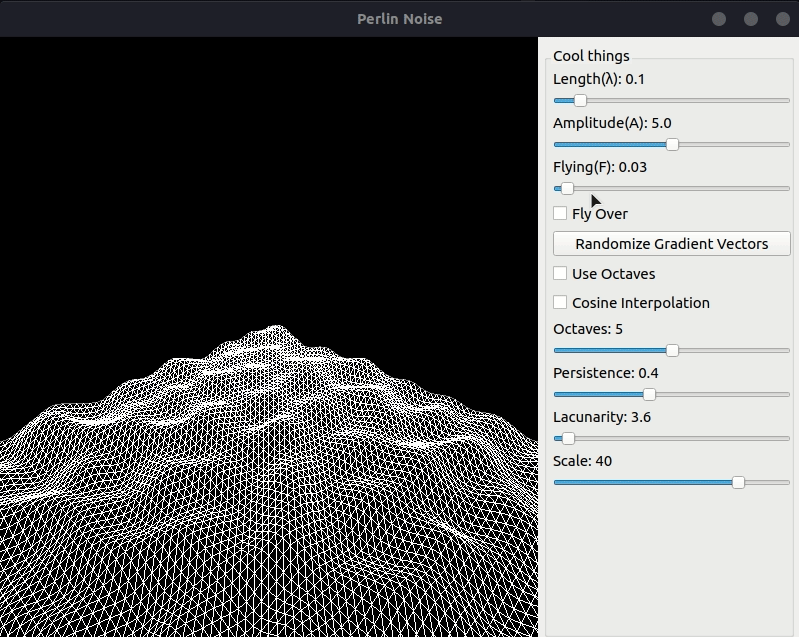 Perlin Noise
Cool things
Length(λ): 0.1
Amplitude(A): 5.0
Flying(F): 0.03
Fly Over
Randomize Gradient Vectors
Use Octaves
Cosine Interpolation
Octaves: 5
Persistence: 0.4
Lacunarity: 3.6
Scale: 40